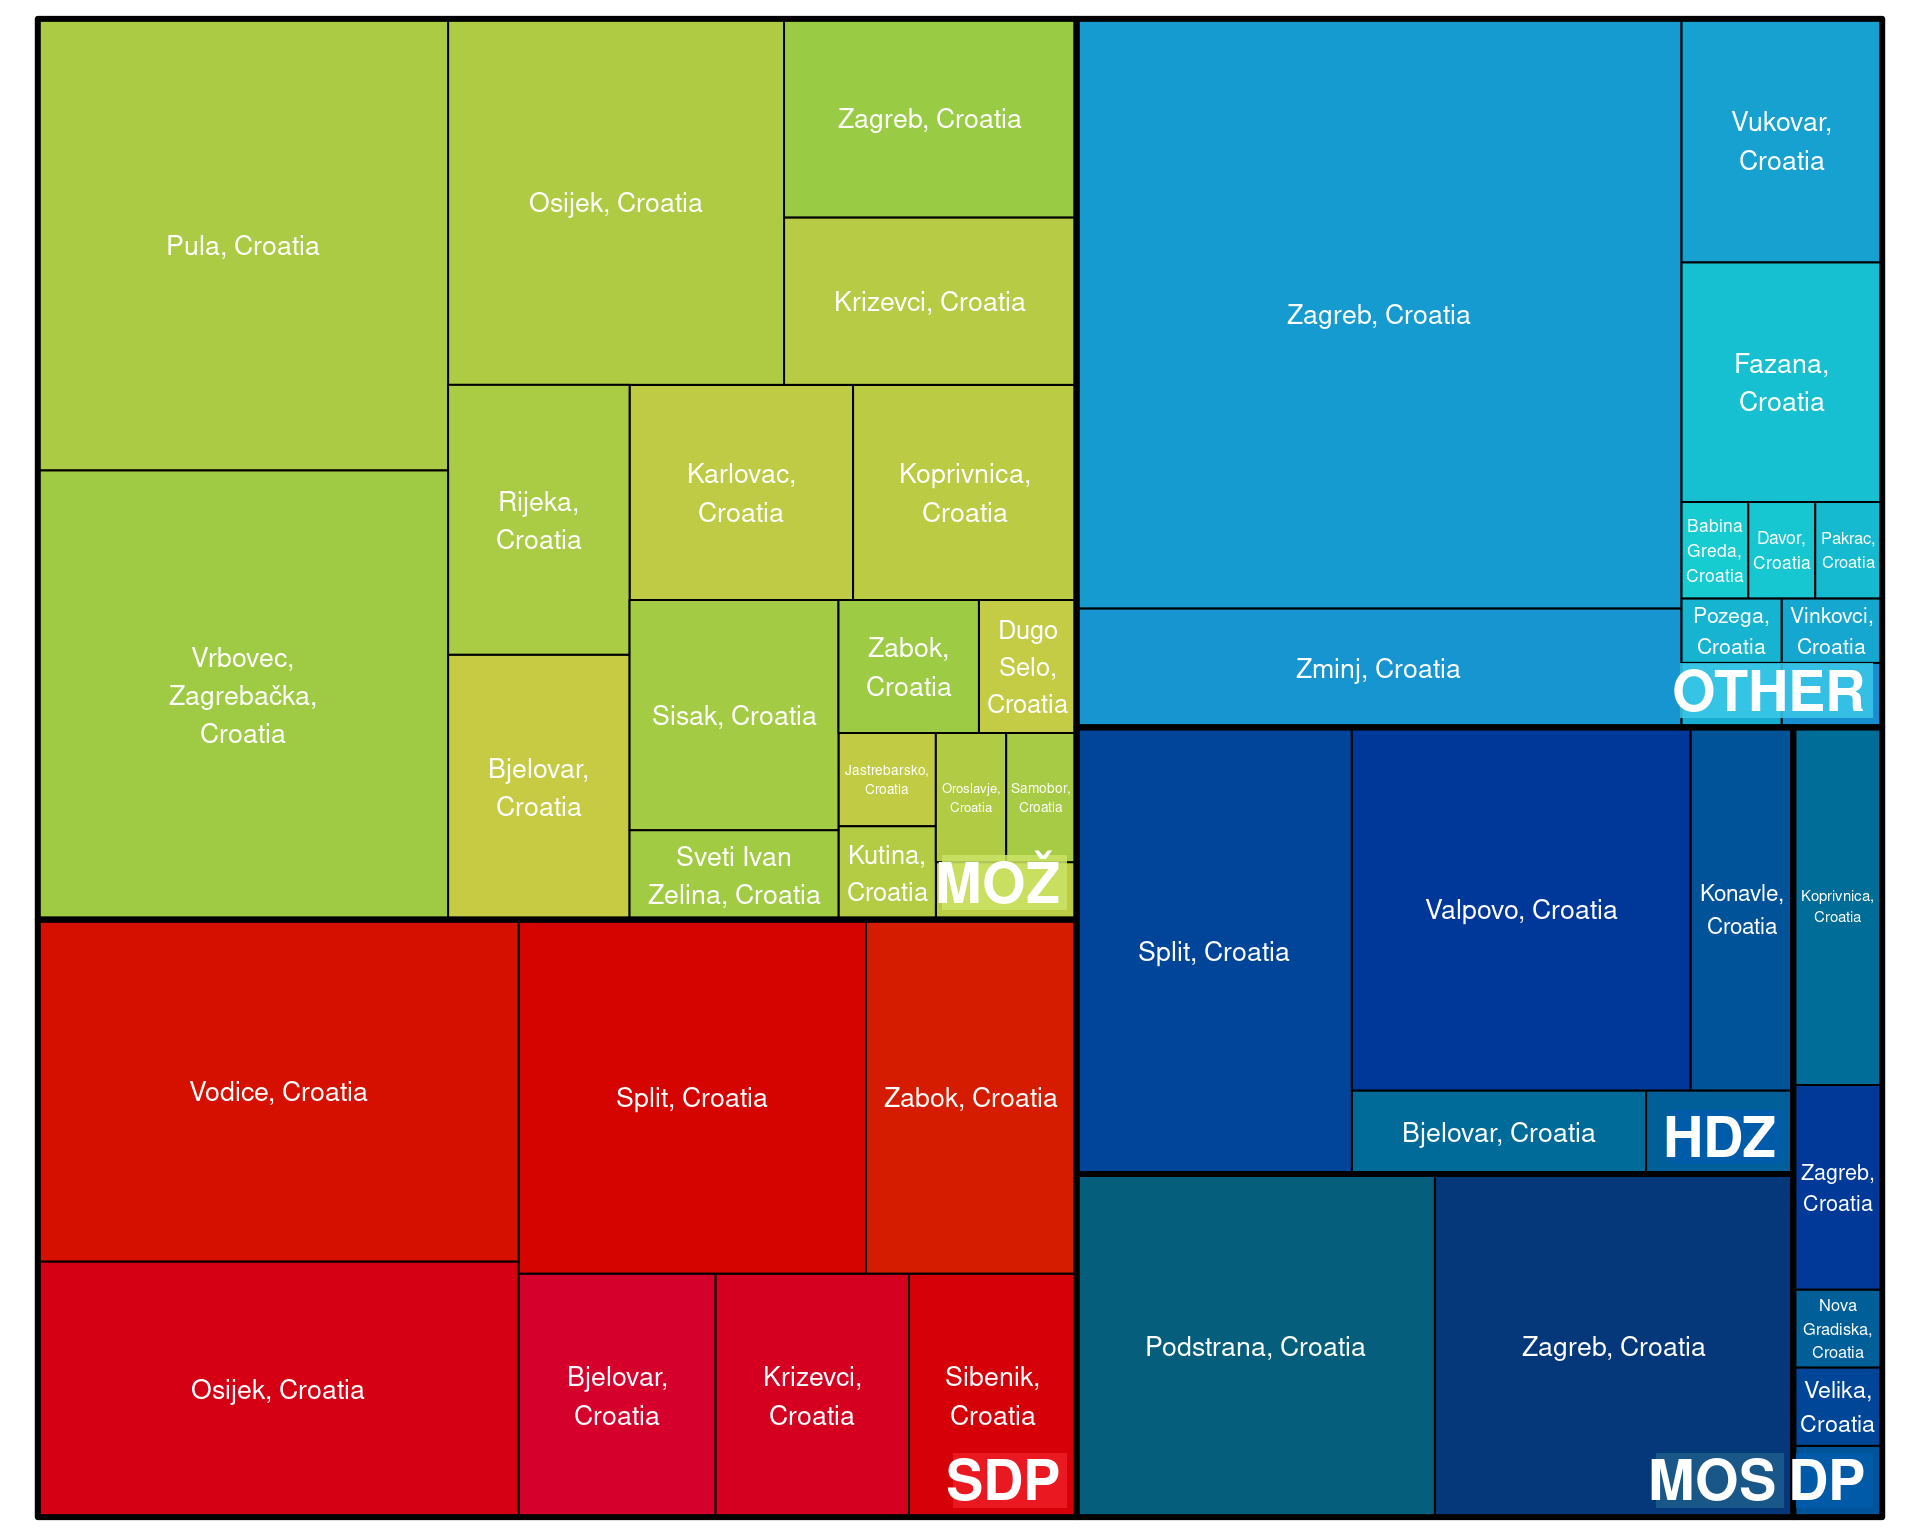 Pula, Croatia
Osijek, Croatia
Zagreb, Croatia
Krizevci, Croatia
Vrbovec,
Zagrebačka,
Croatia
Rijeka,
Croatia
Karlovac,
Croatia
Koprivnica,
Croatia
Bjelovar,
Croatia
Sisak, Croatia
Zabok,
Croatia
Dugo
Selo,
Croatia
Jastrebarsko,
Croatia
Oroslavje,
Croatia
Samobor,
Croatia
Sveti Ivan
Zelina, Croatia
Kutina,
Croatia
MOŽ
Zagreb, Croatia
Vukovar,
Croatia
Fazana,
Croatia
Babina
Greda,
Croatia
Davor,
Croatia
Pakrac,
Croatia
Pozega,
Croatia
Vinkovci,
Croatia
Zminj, Croatia
OTHER
Vodice, Croatia
Split, Croatia
Zabok, Croatia
Osijek, Croatia
Bjelovar,
Croatia
Krizevci,
Croatia
Sibenik,
Croatia
SDP
Split, Croatia
Valpovo, Croatia
Konavle,
Croatia
Bjelovar, Croatia
HDZ
Podstrana, Croatia
Zagreb, Croatia
MOS
Koprivnica,
Croatia
Zagreb,
Croatia
Nova
Gradiska,
Croatia
Velika,
Croatia
DP